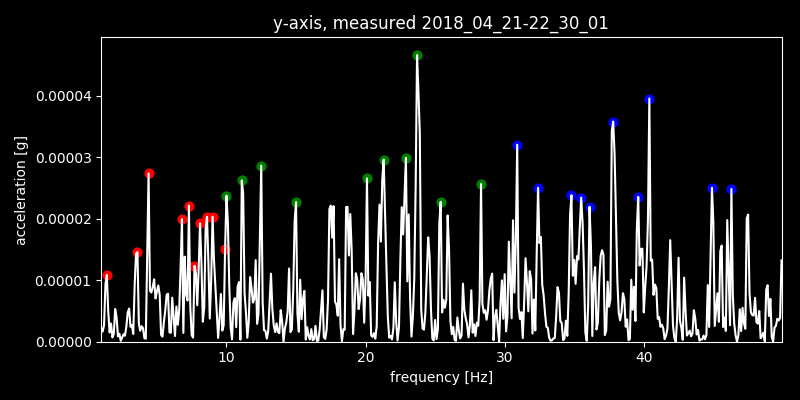 y-axis, measured 2018_04_21-22_30_01
acceleration [g]
0.00004
0.00003
0.00002
0.00001
0.00000
10 20 30 40
frequency [Hz]